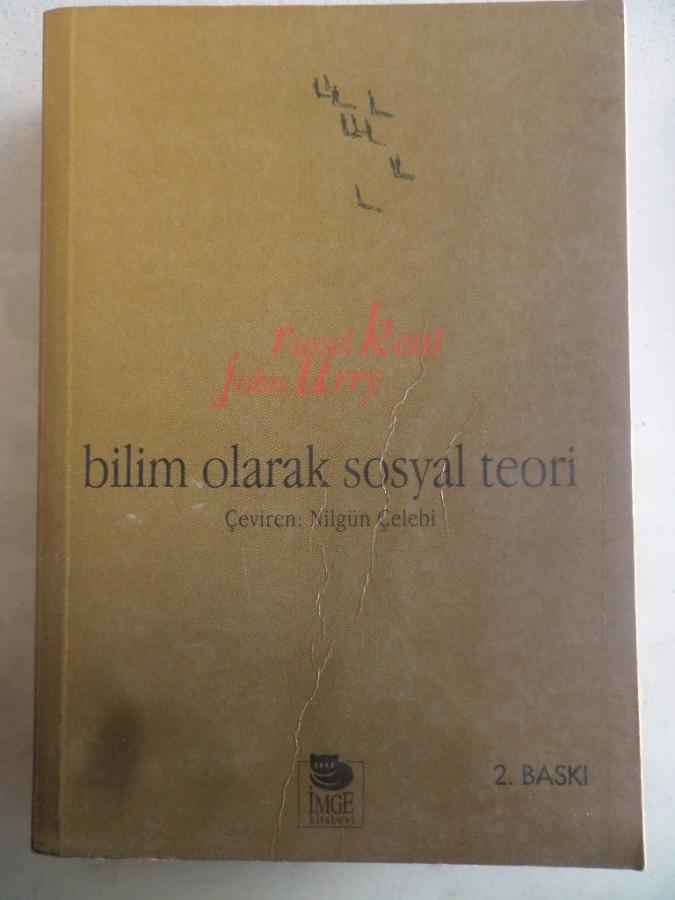 russel keat
john urry
bilim olarak sosyal teori
Çeviren: Nilgün Çelebi
2. BASKI
İMGE
kitabevi